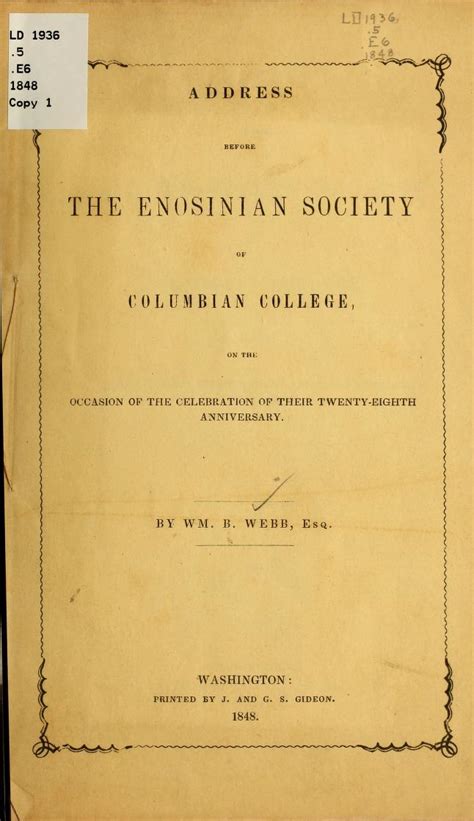 LD 1936
.5
.E6
1848
Copy 1
LD 1936
.5
E6
1848
ADDRESS
BEFORE
THE ENOSINIAN SOCIETY
OF
COLUMBIAN COLLEGE,
ON THE
OCCASION OF THE CELEBRATION OF THEIR TWENTY-EIGHTH
ANNIVERSARY.
BY WM. B. WEBB, Esq.
WASHINGTON:
PRINTED BY J. AND G. S. GIDEON.
1848.